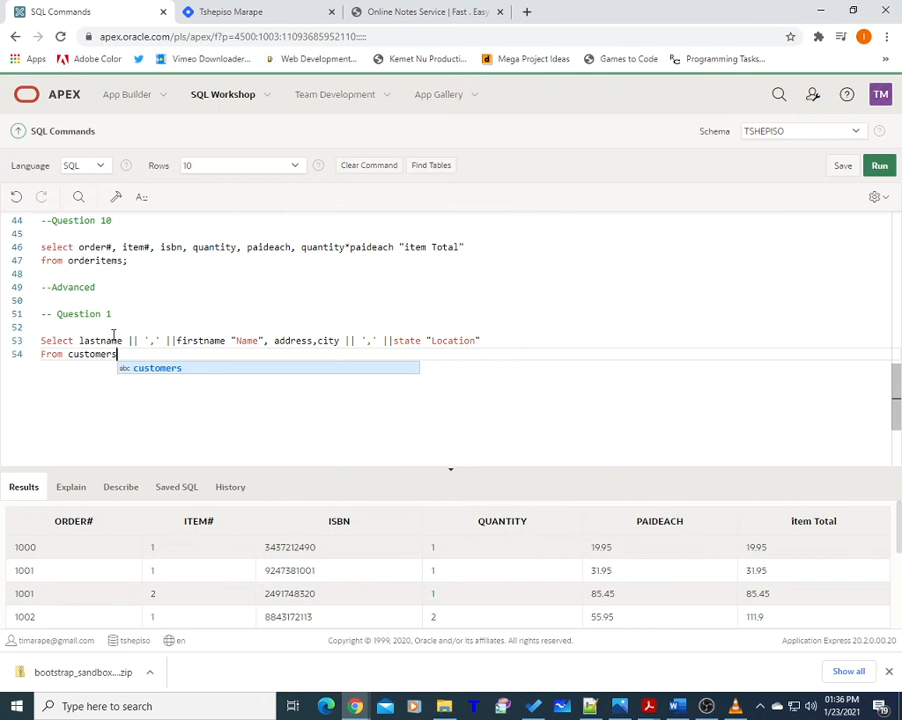 SQL Commands
Tshepiso Marape
Online Notes Service | Fast . Easy
apex.oracle.com/pls/apex/f?p=4500:1003:11093685952110:::::
Apps Adobe Color Vimeo Downloader... Web Development... Kemet Nu Producti... Mega Project Ideas Games to Code Programming Task...
APEX App Builder SQL Workshop Team Development App Gallery TM
SQL Commands Schema TSHEPISO
Language SQL Rows 10 Clear Command Find Tables Save Run
44 --Question 10
45
46 select order#, item#, isbn, quantity, paideach, quantity*paideach "item Total"
47 from orderitems;
48
49 --Advanced
50
51 -- Question 1
52
53 Select lastname || ',' ||firstname "Name", address,city || ',' ||state "Location"
54 From customers
abc customers
Results Explain Describe Saved SQL History
ORDER# ITEM# ISBN QUANTITY PAIDEACH item Total
1000 1 3437212490 1 19.95 19.95
1001 1 9247381001 1 31.95 31.95
1001 2 2491748320 1 85.45 85.45
1002 1 8843172113 2 55.95 111.9
timarape@gmail.com tshepiso en Copyright © 1999, 2020, Oracle and/or its affiliates. All rights reserved. Application Express 20.2.0.00.20
bootstrap_sandbox....zip Show all
Type here to search 01:36 PM
1/23/2021
19